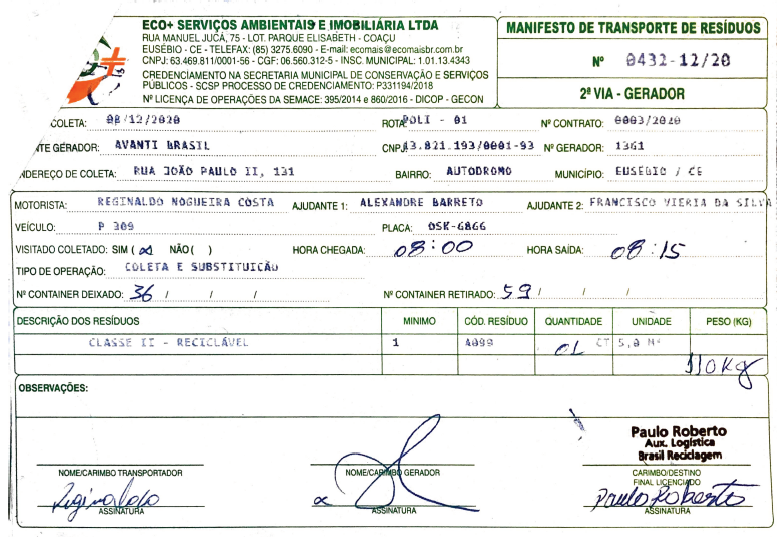 ECO+ SERVIÇOS AMBIENTAIS E IMOBILIÁRIA LTDA
RUA MANUEL JUCÁ, 75 - LOT. PARQUE ELISABETH - COAÇU
EUSÉBIO - CE - TELEFAX: (85) 3275.6090 - E-mail: ecomais@ecomaisbr.com.br
CNPJ: 63.469.811/0001-56 - CGF: 06.560.312-5 - INSC. MUNICIPAL: 1.01.13.4343
CREDENCIAMENTO NA SECRETARIA MUNICIPAL DE CONSERVAÇÃO E SERVIÇOS
PÚBLICOS - SCSP PROCESSO DE CREDENCIAMENTO: P331194/2018
Nº LICENÇA DE OPERAÇÕES DA SEMACE: 395/2014 e 860/2016 - DICOP - GECON
MANIFESTO DE TRANSPORTE DE RESÍDUOS
Nº 0432-12/20
2ª VIA - GERADOR
COLETA: 08/12/2020 ROTA: POLI - 01 Nº CONTRATO: 0003/2020
NTE GERADOR: AVANTI BRASIL CNPJ: 13.821.193/0001-93 Nº GERADOR: 1361
NDEREÇO DE COLETA: RUA JOÃO PAULO II, 131 BAIRRO: AUTODROMO MUNICÍPIO: EUSEBIO / CE
MOTORISTA: REGINALDO NOGUEIRA COSTA AJUDANTE 1: ALEXANDRE BARRETO AJUDANTE 2: FRANCISCO VIERIA DA SILVA
VEÍCULO: P 309 PLACA: OSK-6866
VISITADO COLETADO: SIM ( x ) NÃO ( ) HORA CHEGADA: 08:00 HORA SAÍDA: 08:15
TIPO DE OPERAÇÃO: COLETA E SUBSTITUICÃO
Nº CONTAINER DEIXADO: 36 / / / Nº CONTAINER RETIRADO: 59 / / /
DESCRIÇÃO DOS RESÍDUOS MINIMO CÓD. RESÍDUO QUANTIDADE UNIDADE PESO (KG)
CLASSE II - RECICLÁVEL 1 A099 01 CT 5,0 M³ 110Kg
OBSERVAÇÕES:
Paulo Roberto
Aux. Logística
Brasil Reciclagem
NOME/CARIMBO TRANSPORTADOR NOME/CARIMBO GERADOR CARIMBO/DESTINO
FINAL LICENCIADO
Reginaldo Paulo Roberto
ASSINATURA ASSINATURA ASSINATURA